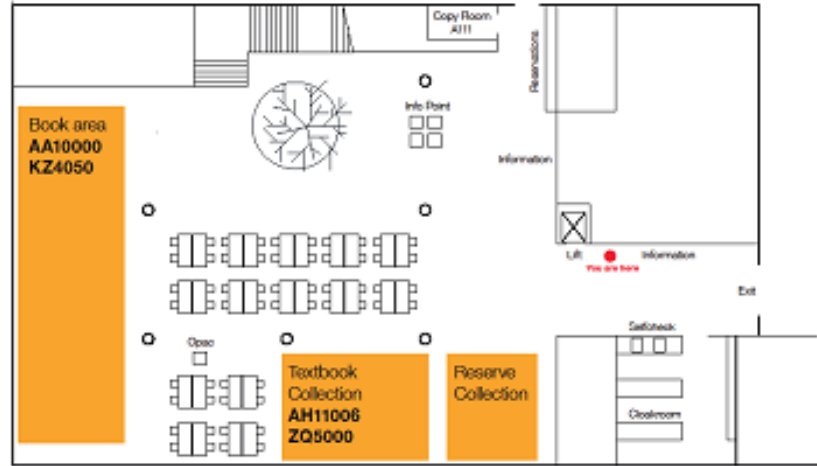 Copy Room
A111
Reservations
Info Point
Book area
AA10000
KZ4050
Information
Lift
You are here
Information
Exit
Selfcheck
Opac
Textbook
Collection
AH11006
ZQ5000
Reserve
Collection
Cloakroom